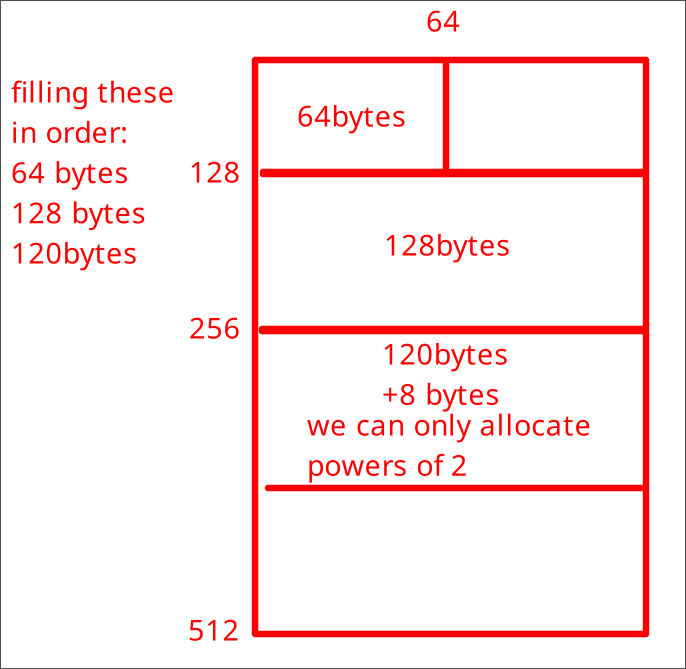 64
filling these
in order:
64 bytes
128 bytes
120bytes
64bytes
128
128bytes
256
120bytes
+8 bytes
we can only allocate
powers of 2
512